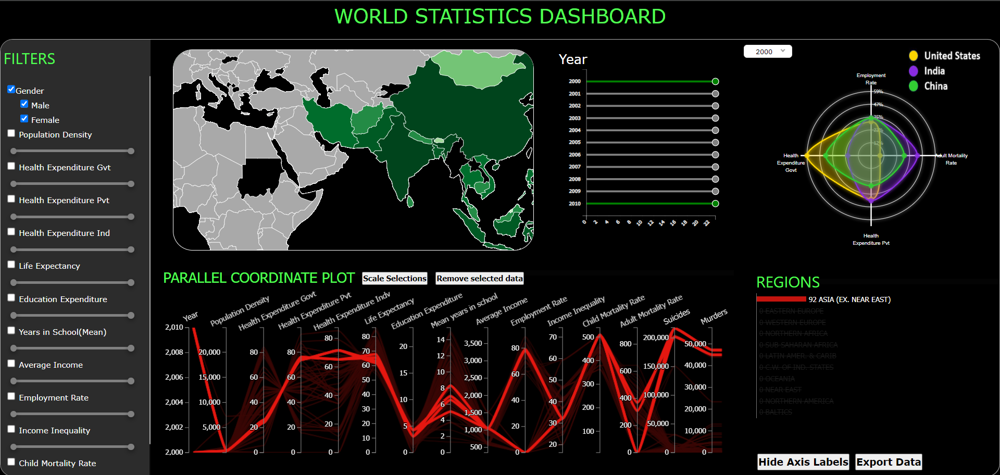 WORLD STATISTICS DASHBOARD
FILTERS
Gender
Male
Female
Population Density
Health Expenditure Gvt
Health Expenditure Pvt
Health Expenditure Ind
Life Expectancy
Education Expenditure
Years in School(Mean)
Average Income
Employment Rate
Income Inequality
Child Mortality Rate
Year
2000
2001
2002
2003
2004
2005
2006
2007
2008
2009
2010
0 2 4 6 8 10 12 14 16 18 20 22
2000
United States
India
China
Employment
Rate
59%
47%
35%
12%
Health
Expenditure
Govt
Adult Mortality
Rate
Health
Expenditure Pvt
PARALLEL COORDINATE PLOT
Scale Selections
Remove selected data
Year
2,010
2,008
2,006
2,004
2,002
2,000
Population Density
20,000
15,000
10,000
5,000
0
Health Expenditure Govt
80
60
40
20
0
Health Expenditure Pvt
80
60
40
20
0
Health Expenditure Indv
80
60
40
20
0
Life Expectancy
80
70
60
50
40
30
20
10
0
Education Expenditure
20
15
10
5
0
Mean years in school
14
12
10
8
6
4
2
0
Average Income
3,500
3,000
2,500
2,000
1,500
1,000
500
Employment Rate
80
60
40
20
0
Income Inequality
70
60
50
40
30
20
Child Mortality Rate
500
400
300
200
100
Adult Mortality Rate
800
600
400
200
0
Suicides
200,000
150,000
100,000
50,000
0
Murders
50,000
40,000
30,000
20,000
10,000
0
REGIONS
92 ASIA (EX. NEAR EAST)
0 EASTERN EUROPE
0 WESTERN EUROPE
0 NORTHERN AFRICA
0 SUB SAHARAN AFRICA
0 LATIN AMER. & CARIB
0 C.W. OF IND. STATES
0 OCEANIA
0 NEAR EAST
0 NORTHERN AMERICA
0 BALTICS
Hide Axis Labels
Export Data